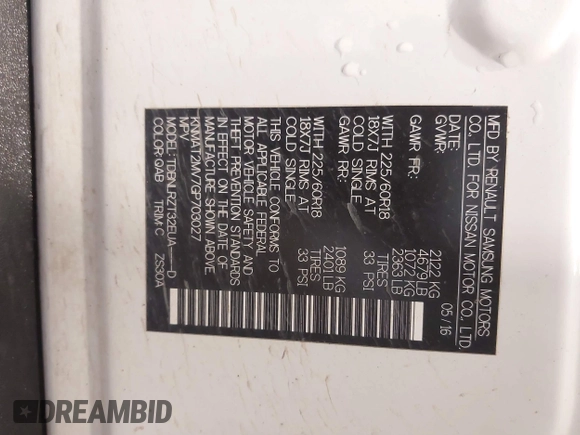 MFD BY RENAULT SAMSUNG MOTORS
CO., LTD FOR NISSAN MOTOR CO., LTD.
DATE: 05/16
GVWR: 2122 KG
4679 LB
GAWR FR: 1072 KG
2363 LB
WITH 225/60R18 TIRES
18X7J RIMS AT 33 PSI
COLD SINGLE
GAWR RR: 1089 KG
2401 LB
WITH 225/60R18 TIRES
18X7J RIMS AT 33 PSI
COLD SINGLE
THIS VEHICLE CONFORMS TO
ALL APPLICABLE FEDERAL
MOTOR VEHICLE SAFETY AND
THEFT PREVENTION STANDARDS
IN EFFECT ON THE DATE OF
MANUFACTURE SHOWN ABOVE.
KNMAT2MV7GP703027
MPV
MODEL: TDBNLRZT32EUA-----D
COLOR:QAB TRIM:C ZS30A
DREAMBID